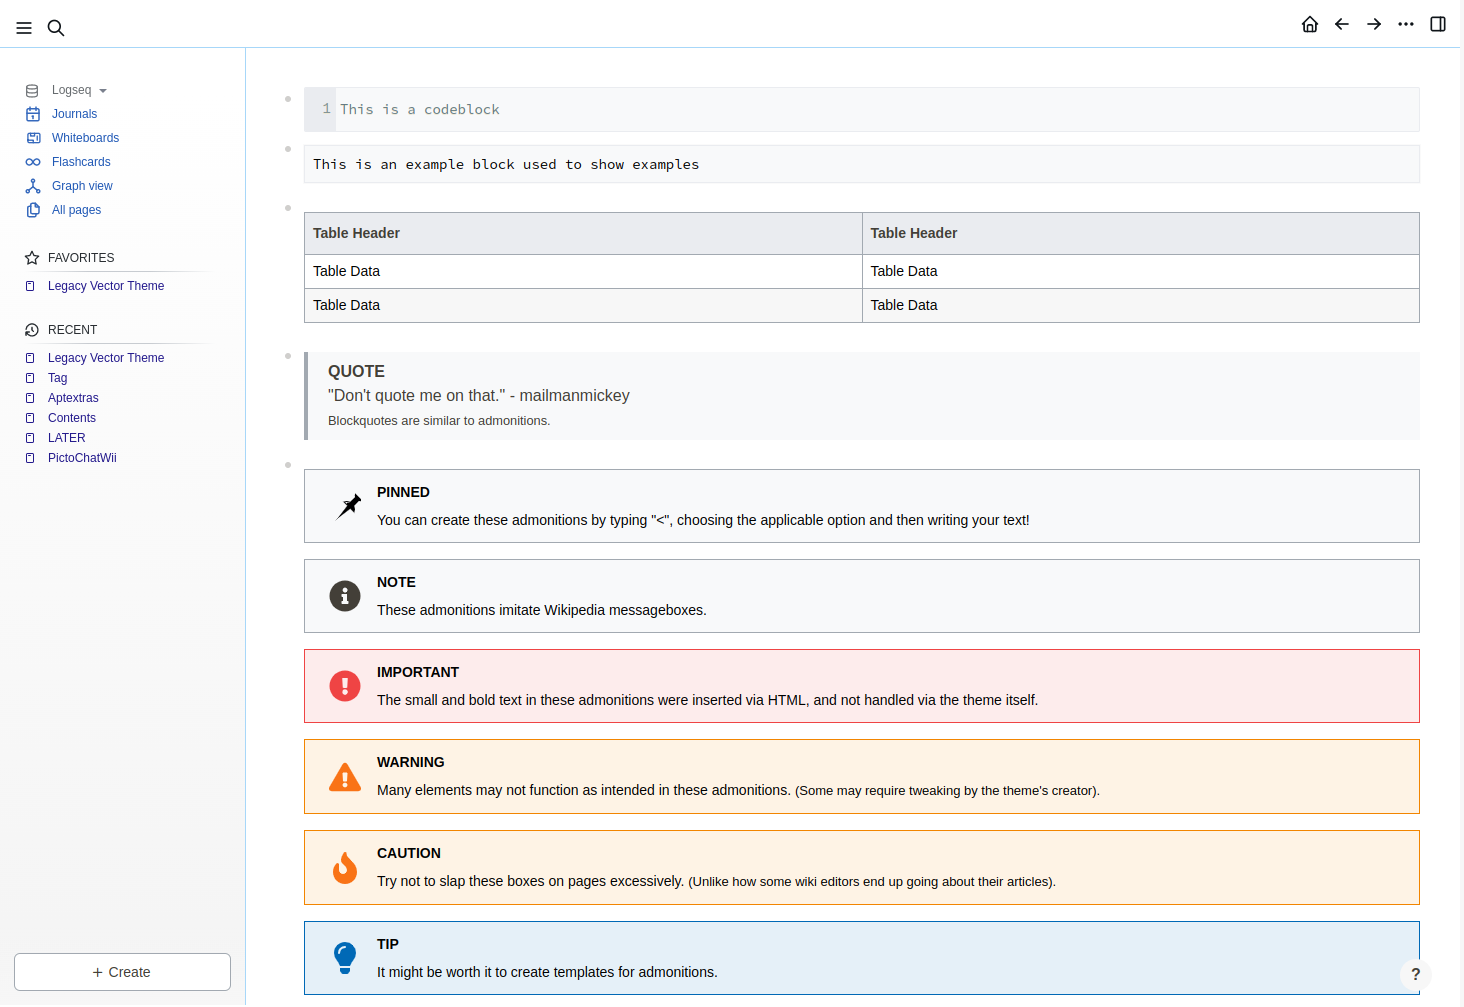 Logseq
Journals
Whiteboards
Flashcards
Graph view
All pages
FAVORITES
Legacy Vector Theme
RECENT
Legacy Vector Theme
Tag
Aptextras
Contents
LATER
PictoChatWii
Create
1 This is a codeblock
This is an example block used to show examples
Table Header Table Header
Table Data Table Data
Table Data Table Data
QUOTE
"Don't quote me on that." - mailmanmickey
Blockquotes are similar to admonitions.
PINNED
You can create these admonitions by typing "<", choosing the applicable option and then writing your text!
NOTE
These admonitions imitate Wikipedia messageboxes.
IMPORTANT
The small and bold text in these admonitions were inserted via HTML, and not handled via the theme itself.
WARNING
Many elements may not function as intended in these admonitions. (Some may require tweaking by the theme's creator).
CAUTION
Try not to slap these boxes on pages excessively. (Unlike how some wiki editors end up going about their articles).
TIP
It might be worth it to create templates for admonitions.
?